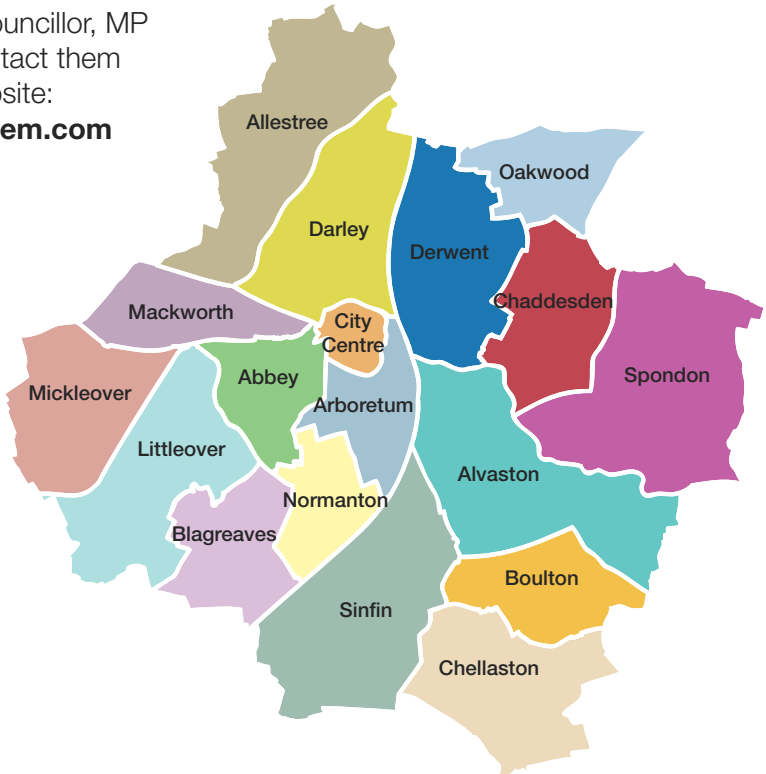 ouncillor, MP
tact them
site:
em.com
Allestree
Oakwood
Darley
Derwent
Chaddesden
Mackworth
City
Centre
Spondon
Abbey
Mickleover
Arboretum
Littleover
Alvaston
Normanton
Blagreaves
Boulton
Sinfin
Chellaston